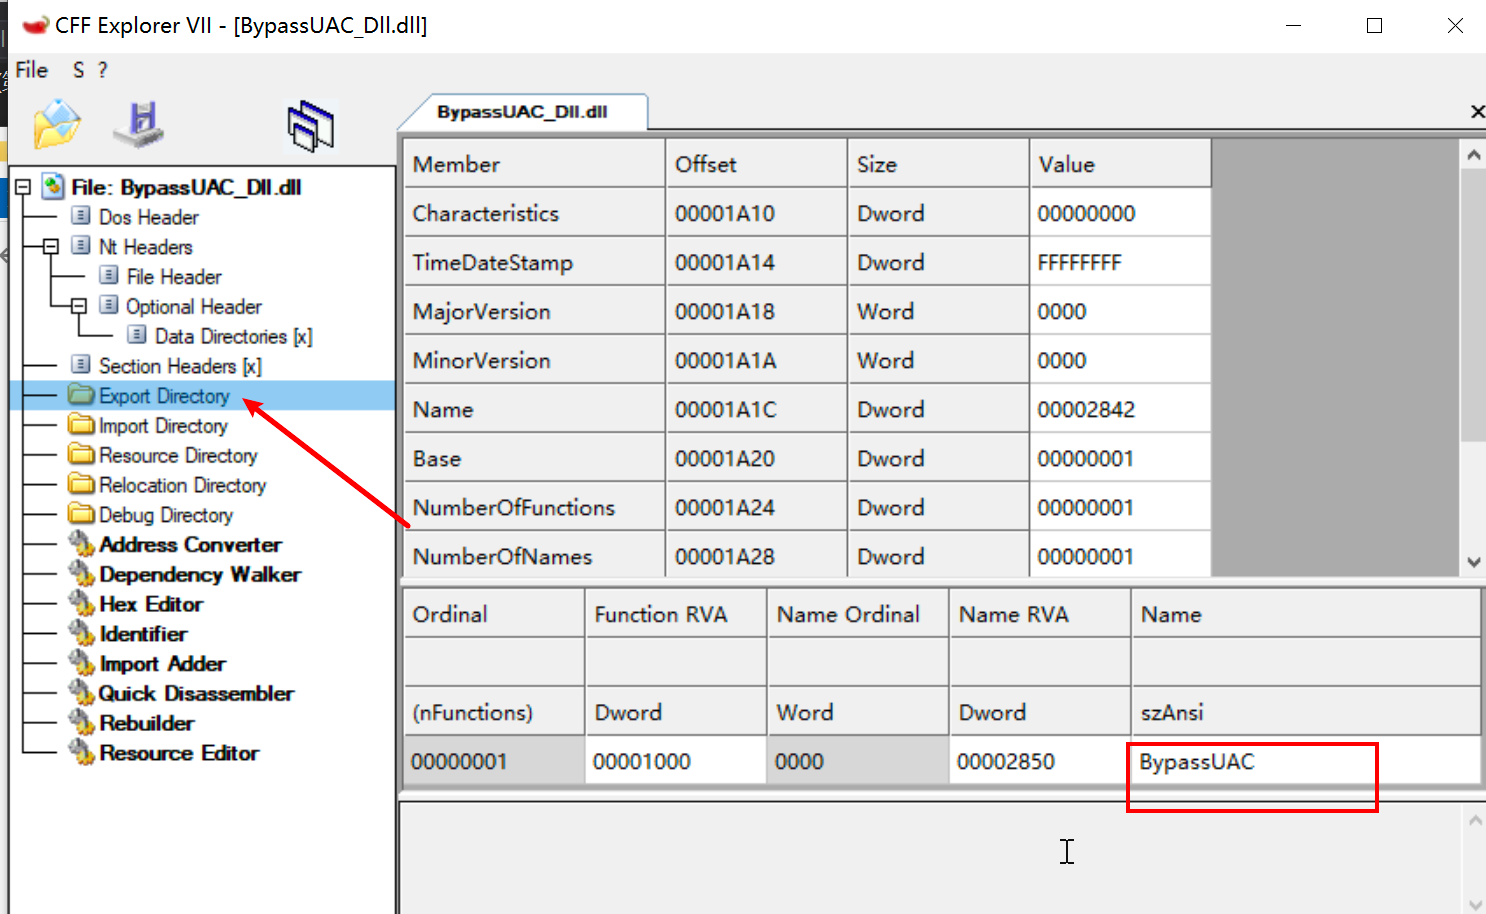 CFF Explorer VII - [BypassUAC_Dll.dll]
File S ?
BypassUAC_Dll.dll
File: BypassUAC_Dll.dll
Dos Header
Nt Headers
File Header
Optional Header
Data Directories [x]
Section Headers [x]
Export Directory
Import Directory
Resource Directory
Relocation Directory
Debug Directory
Address Converter
Dependency Walker
Hex Editor
Identifier
Import Adder
Quick Disassembler
Rebuilder
Resource Editor
Member Offset Size Value
Characteristics 00001A10 Dword 00000000
TimeDateStamp 00001A14 Dword FFFFFFFF
MajorVersion 00001A18 Word 0000
MinorVersion 00001A1A Word 0000
Name 00001A1C Dword 00002842
Base 00001A20 Dword 00000001
NumberOfFunctions 00001A24 Dword 00000001
NumberOfNames 00001A28 Dword 00000001
Ordinal Function RVA Name Ordinal Name RVA Name
(nFunctions) Dword Word Dword szAnsi
00000001 00001000 0000 00002850 BypassUAC